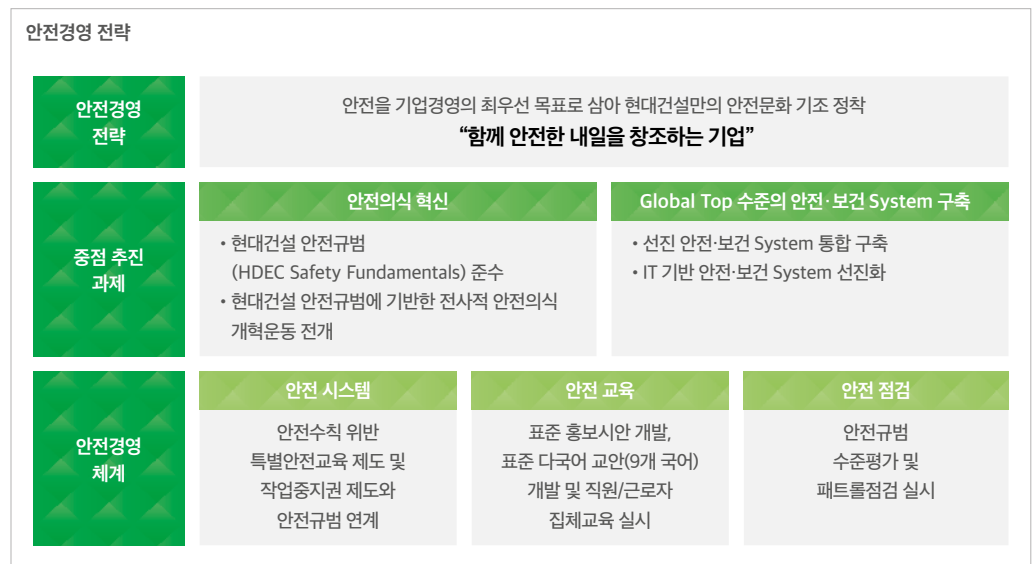 안전경영 전략
안전경영
전략
안전을 기업경영의 최우선 목표로 삼아 현대건설만의 안전문화 기조 정착
“함께 안전한 내일을 창조하는 기업”
중점 추진
과제
안전의식 혁신
• 현대건설 안전규범
(HDEC Safety Fundamentals) 준수
• 현대건설 안전규범에 기반한 전사적 안전의식
개혁운동 전개
Global Top 수준의 안전·보건 System 구축
• 선진 안전·보건 System 통합 구축
• IT 기반 안전·보건 System 선진화
안전경영
체계
안전 시스템
안전수칙 위반
특별안전교육 제도 및
작업중지권 제도와
안전규범 연계
안전 교육
표준 홍보시안 개발,
표준 다국어 교안(9개 국어)
개발 및 직원/근로자
집체교육 실시
안전 점검
안전규범
수준평가 및
패트롤점검 실시